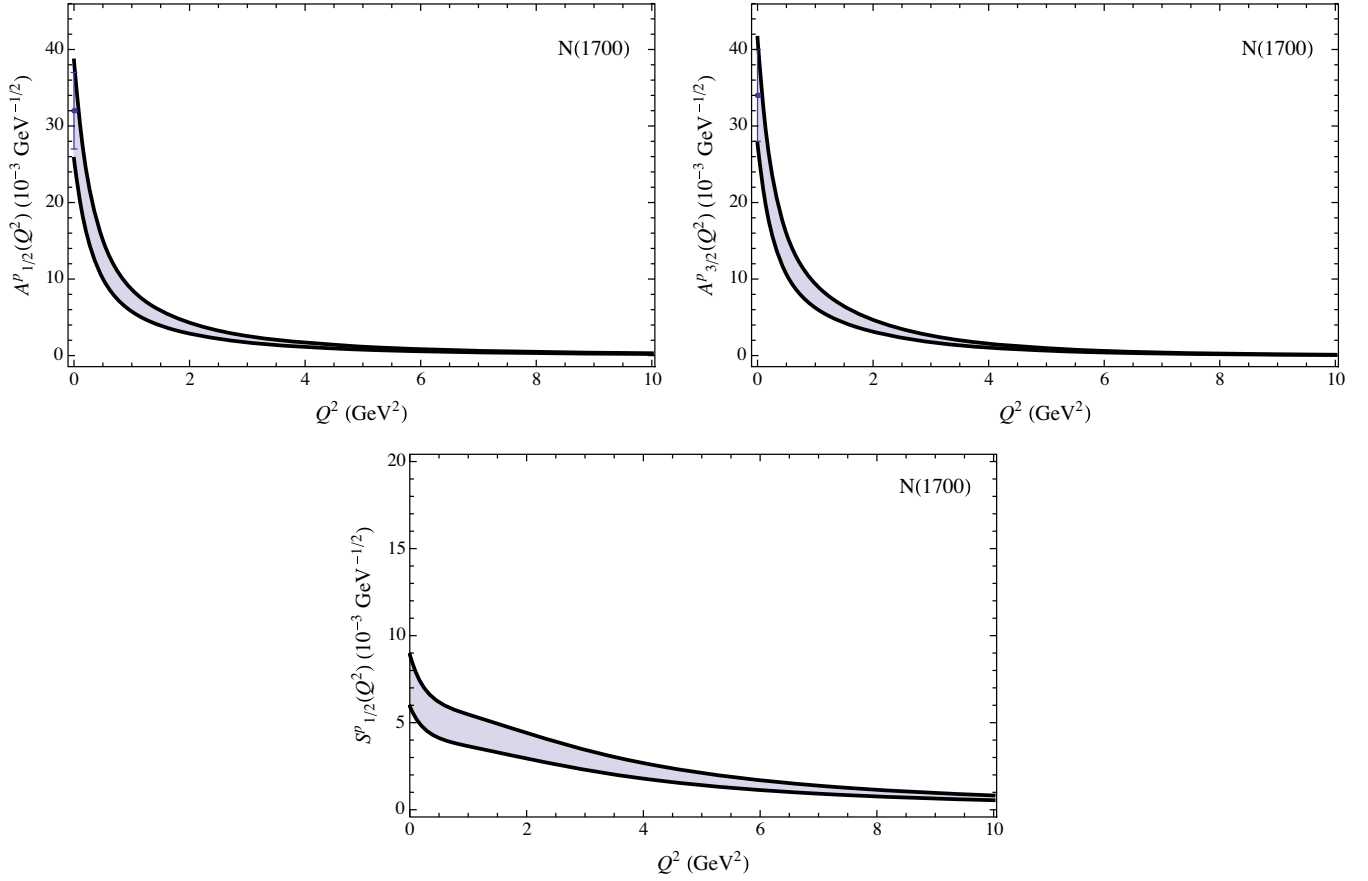 N(1700)
A^p_{1/2}(Q^2) (10^{-3} GeV^{-1/2})
40
30
20
10
0
0 2 4 6 8 10
Q^2 (GeV^2)
N(1700)
A^p_{3/2}(Q^2) (10^{-3} GeV^{-1/2})
40
30
20
10
0
0 2 4 6 8 10
Q^2 (GeV^2)
N(1700)
S^p_{1/2}(Q^2) (10^{-3} GeV^{-1/2})
20
15
10
5
0
0 2 4 6 8 10
Q^2 (GeV^2)